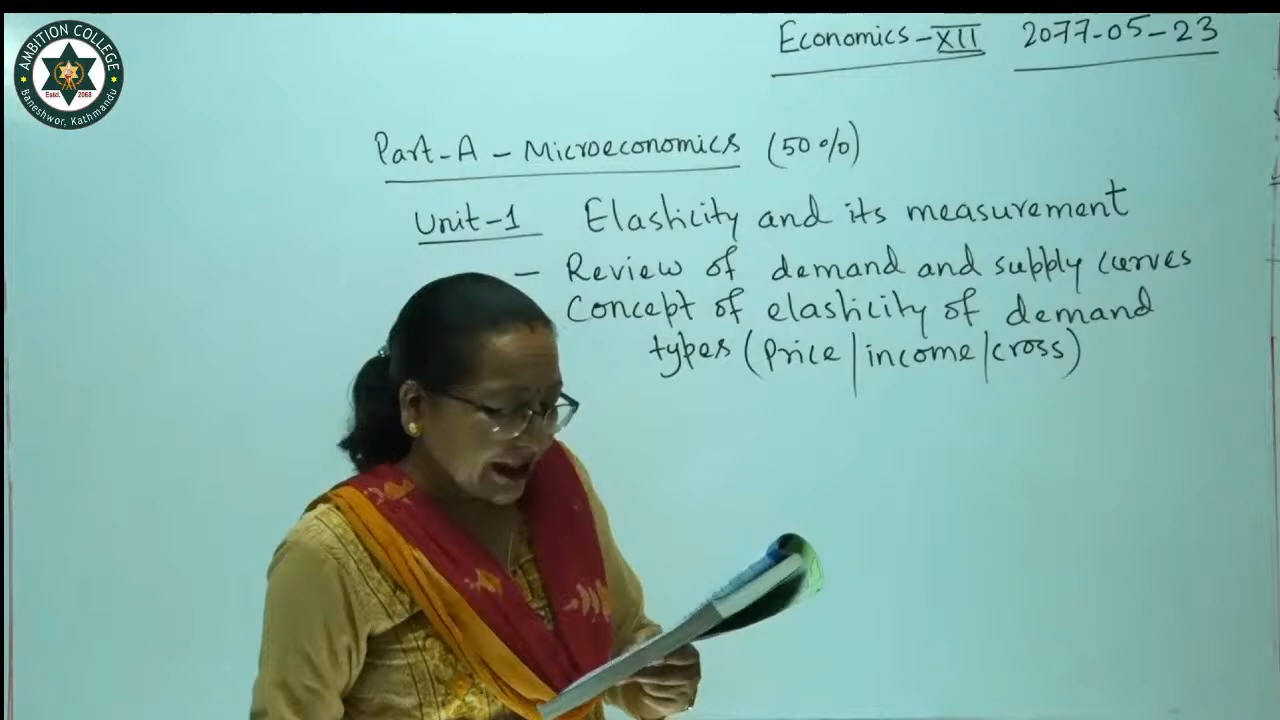 AMBITION COLLEGE
Estd. 2068
Baneshwor, Kathmandu
Economics - XII 2077-05-23
Part-A - Microeconomics (50%)
Unit-1 Elasticity and its measurement
- Review of demand and supply curves
Concept of elasticity of demand
types (Price | income | cross)